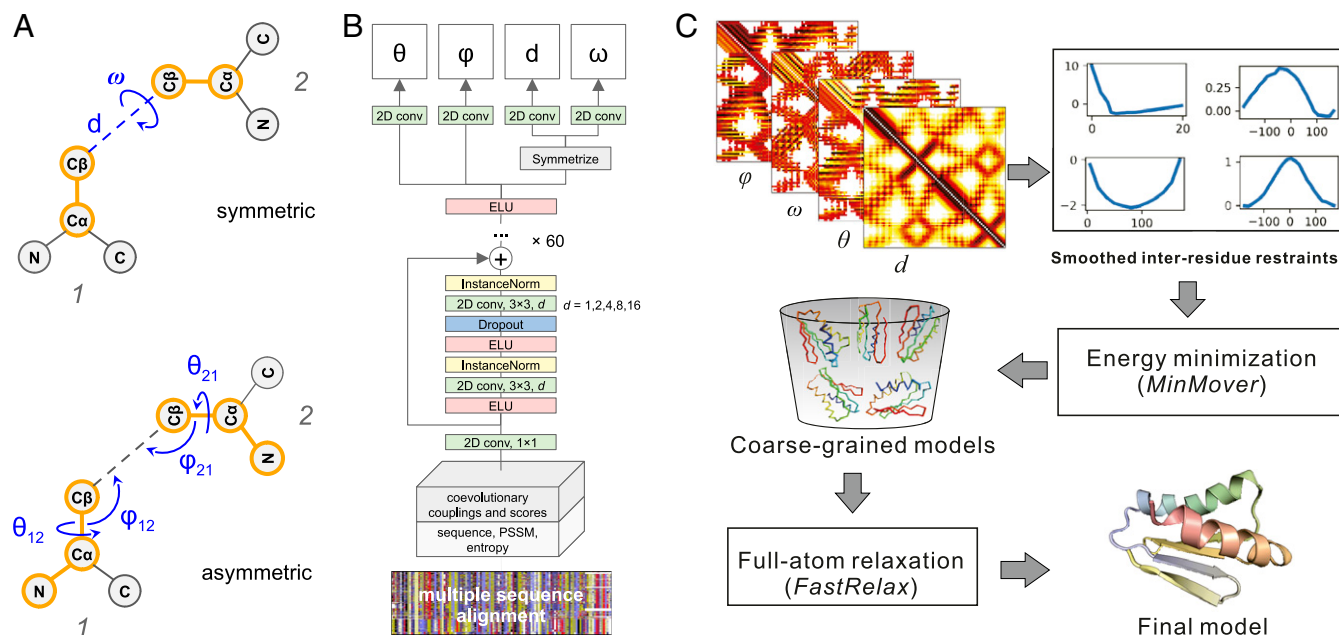 A
ω
d
Cβ
Cα
C
N
2
Cβ
Cα
N
C
1
symmetric
θ21
C
Cβ
Cα
2
N
φ21
Cβ
φ12
θ12
Cα
N
C
1
asymmetric
B
θ φ d ω
2D conv 2D conv 2D conv 2D conv
Symmetrize
ELU
...
× 60
+
InstanceNorm
2D conv, 3×3, d
d = 1,2,4,8,16
Dropout
ELU
InstanceNorm
2D conv, 3×3, d
ELU
2D conv, 1×1
coevolutionary
couplings and scores
sequence, PSSM,
entropy
multiple sequence
alignment
C
φ
ω
θ
d
10
0
0 20
0.25
0.00
−100 0 100
0
−2
100
1
0
−100 0 100
Smoothed inter-residue restraints
Energy minimization
(MinMover)
Coarse-grained models
Full-atom relaxation
(FastRelax)
Final model